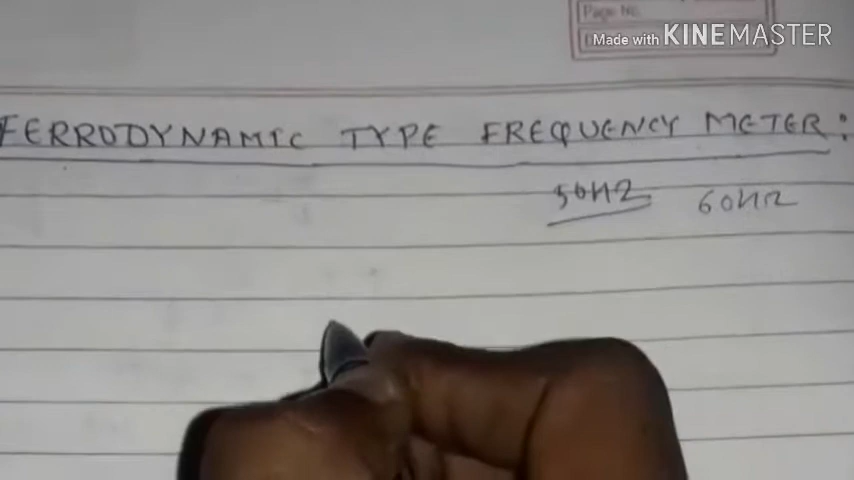 Page No.
Made with KINEMASTER
FERRODYNAMIC TYPE FREQUENCY METER:
50HZ 60HZ